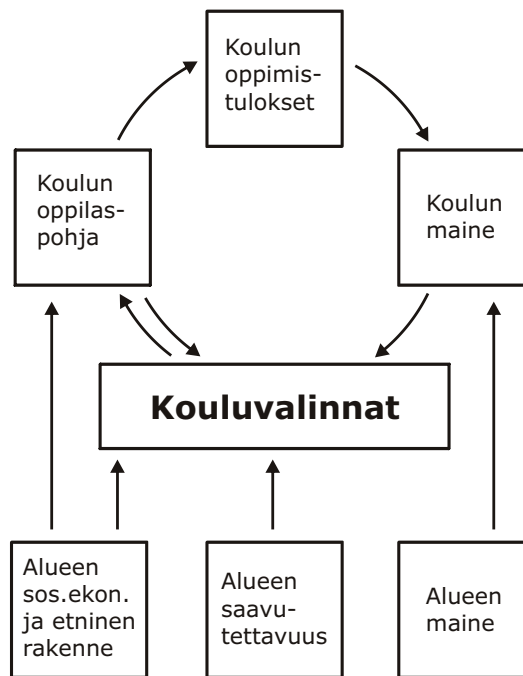 Koulun
oppimis-
tulokset
Koulun
oppilas-
pohja
Koulun
maine
Kouluvalinnat
Alueen
sos.ekon.
ja etninen
rakenne
Alueen
saavu-
tettavuus
Alueen
maine